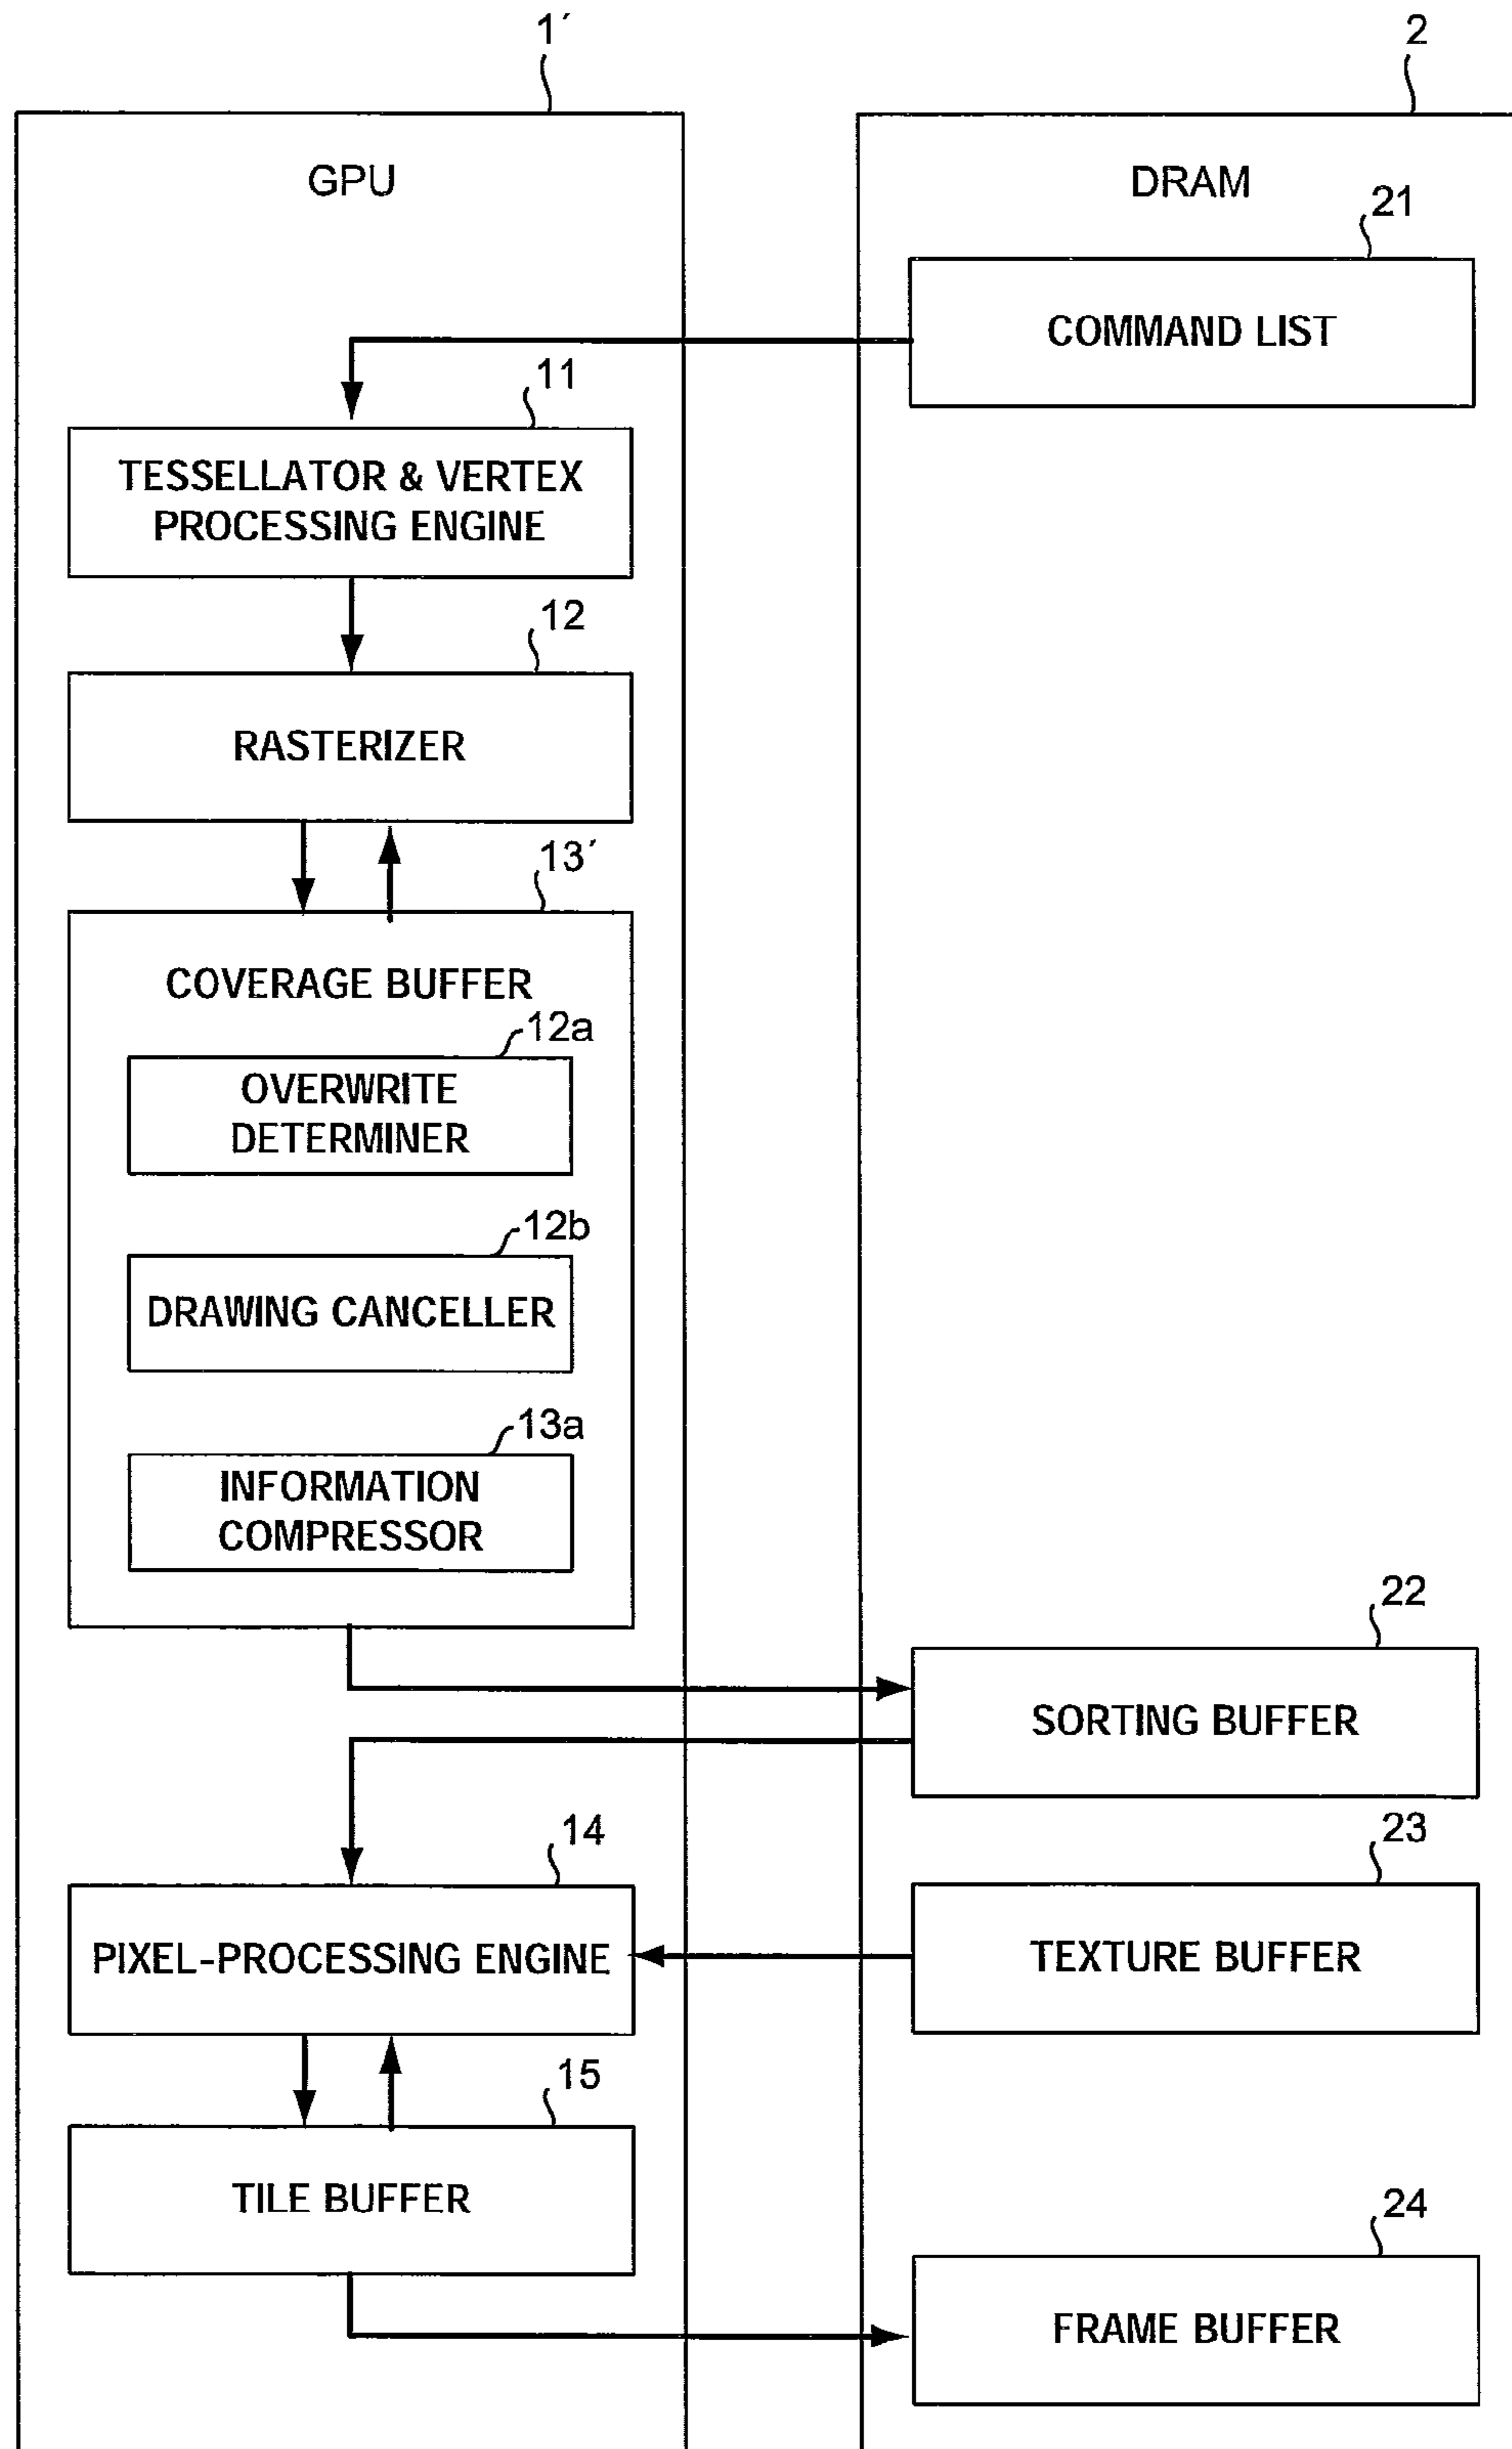 1´
2
GPU
DRAM
21
COMMAND LIST
11
TESSELLATOR & VERTEX
PROCESSING ENGINE
12
RASTERIZER
13´
COVERAGE BUFFER
12a
OVERWRITE
DETERMINER
12b
DRAWING CANCELLER
13a
INFORMATION
COMPRESSOR
22
SORTING BUFFER
14
23
PIXEL-PROCESSING ENGINE
TEXTURE BUFFER
15
TILE BUFFER
24
FRAME BUFFER